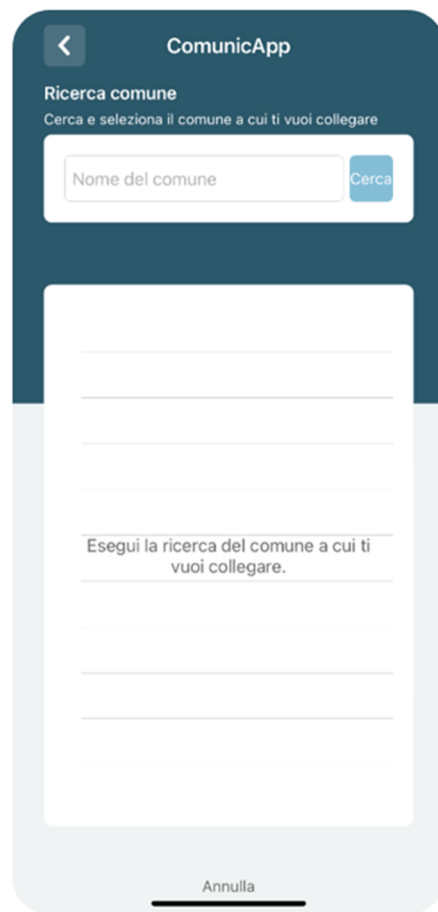 ComunicApp
Ricerca comune
Cerca e seleziona il comune a cui ti vuoi collegare
Nome del comune
Cerca
Esegui la ricerca del comune a cui ti
vuoi collegare.
Annulla